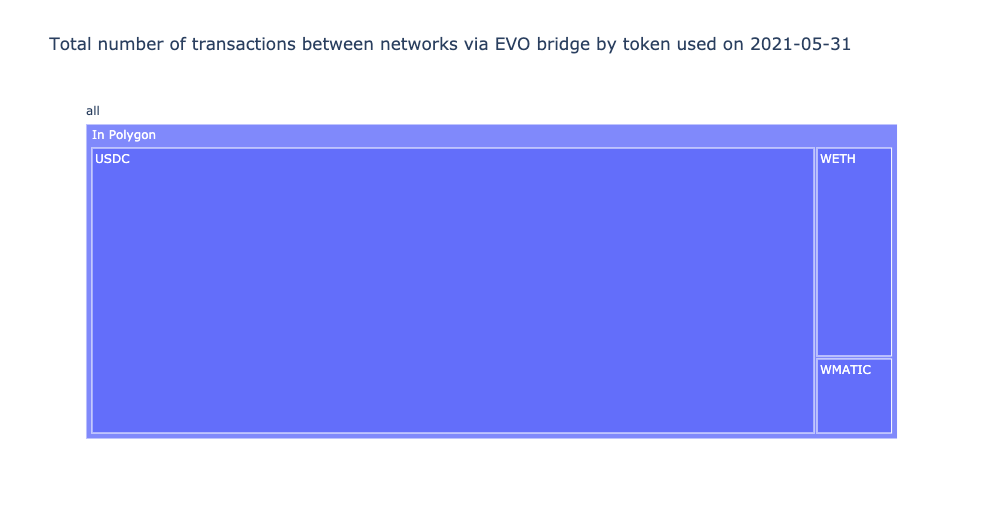 Total number of transactions between networks via EVO bridge by token used on 2021-05-31
all
In Polygon
USDC
WETH
WMATIC